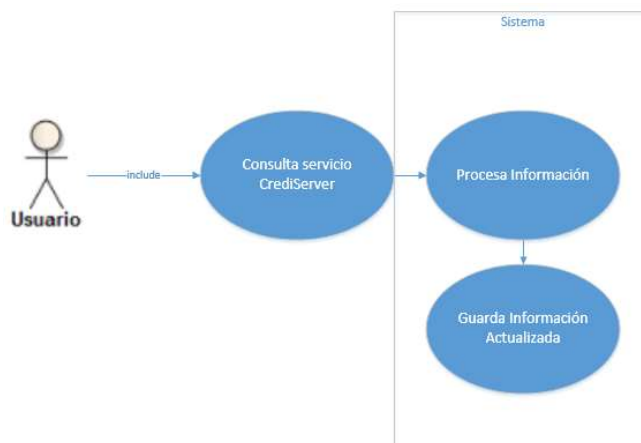 Sistema
Usuario
include
Consulta servicio
CrediServer
Procesa Información
Guarda Información
Actualizada